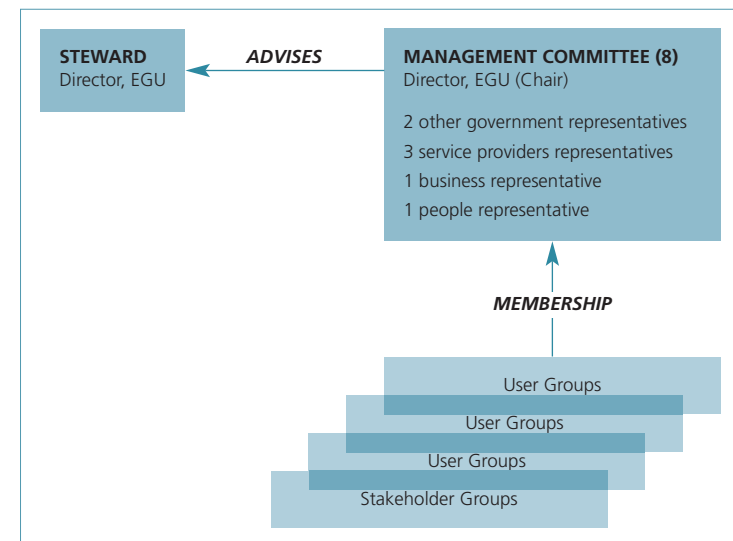 STEWARD
Director, EGU
ADVISES
MANAGEMENT COMMITTEE (8)
Director, EGU (Chair)
2 other government representatives
3 service providers representatives
1 business representative
1 people representative
MEMBERSHIP
User Groups
User Groups
User Groups
Stakeholder Groups